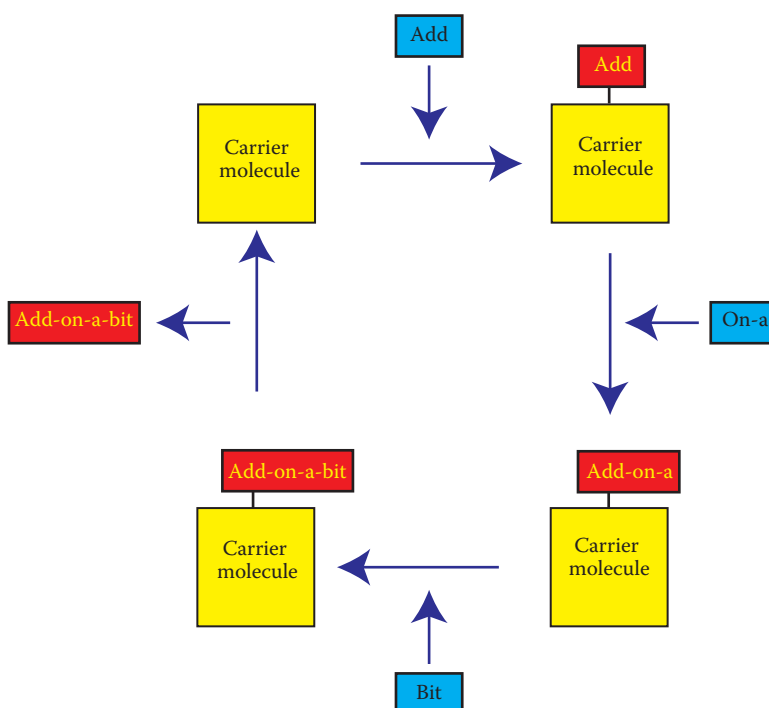 Add
Add
Carrier
molecule
Carrier
molecule
Add-on-a-bit
On-a
Add-on-a-bit
Add-on-a
Carrier
molecule
Carrier
molecule
Bit